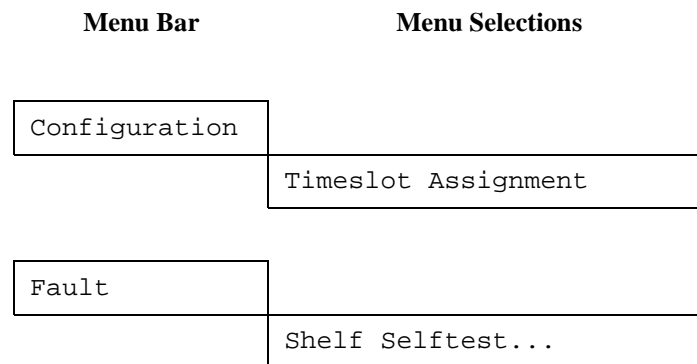 Menu Bar Menu Selections
Configuration
Timeslot Assignment
Fault
Shelf Selftest...